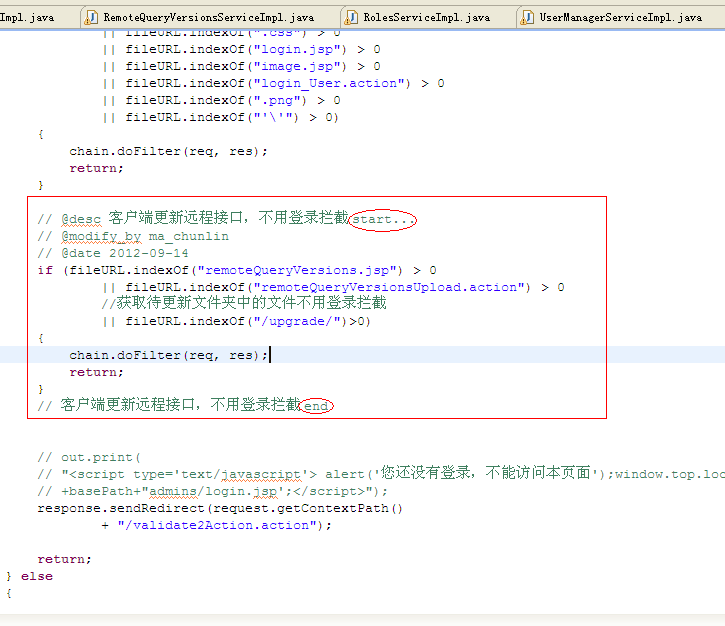 Impl.java
RemoteQueryVersionsServiceImpl.java
RolesServiceImpl.java
UserManagerServiceImpl.java
|| fileURL.indexOf(".css") > 0
|| fileURL.indexOf("login.jsp") > 0
|| fileURL.indexOf("image.jsp") > 0
|| fileURL.indexOf("login_User.action") > 0
|| fileURL.indexOf(".png") > 0
|| fileURL.indexOf("'\'") > 0)
{
chain.doFilter(req, res);
return;
}
// @desc 客户端更新远程接口，不用登录拦截start...
// @modify_by ma_chunlin
// @date 2012-09-14
if (fileURL.indexOf("remoteQueryVersions.jsp") > 0
|| fileURL.indexOf("remoteQueryVersionsUpload.action") > 0
//获取待更新文件夹中的文件不用登录拦截
|| fileURL.indexOf("/upgrade/")>0)
{
chain.doFilter(req, res);
return;
}
// 客户端更新远程接口，不用登录拦截end
// out.print(
// "<script type='text/javascript'> alert('您还没有登录，不能访问本页面');window.top.loc
// +basePath+"admins/login.jsp';</script>");
response.sendRedirect(request.getContextPath()
+ "/validate2Action.action");
return;
} else
{